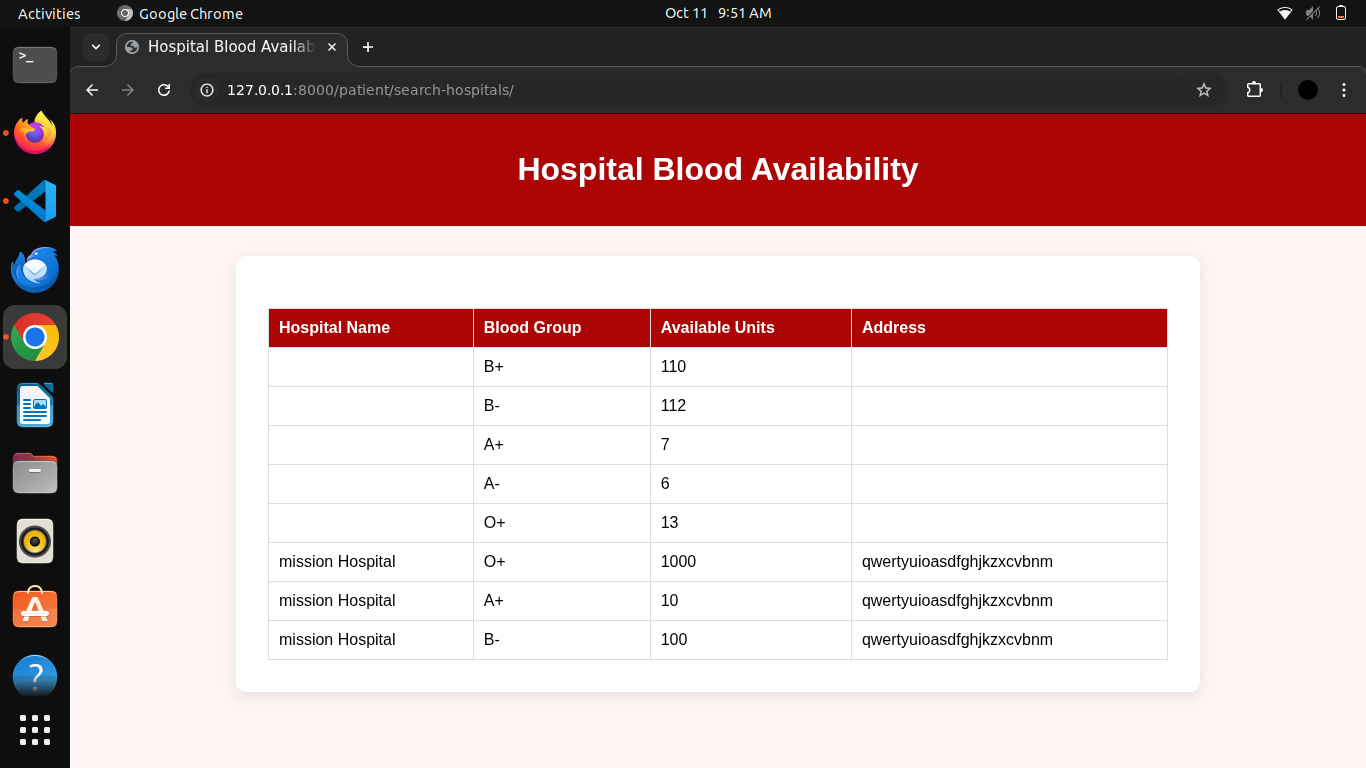 Activities Google Chrome Oct 11 9:51 AM
Hospital Blood Availab
127.0.0.1:8000/patient/search-hospitals/
Hospital Blood Availability
Hospital Name Blood Group Available Units Address
B+ 110
B- 112
A+ 7
A- 6
O+ 13
mission Hospital O+ 1000 qwertyuioasdfghjkzxcvbnm
mission Hospital A+ 10 qwertyuioasdfghjkzxcvbnm
mission Hospital B- 100 qwertyuioasdfghjkzxcvbnm